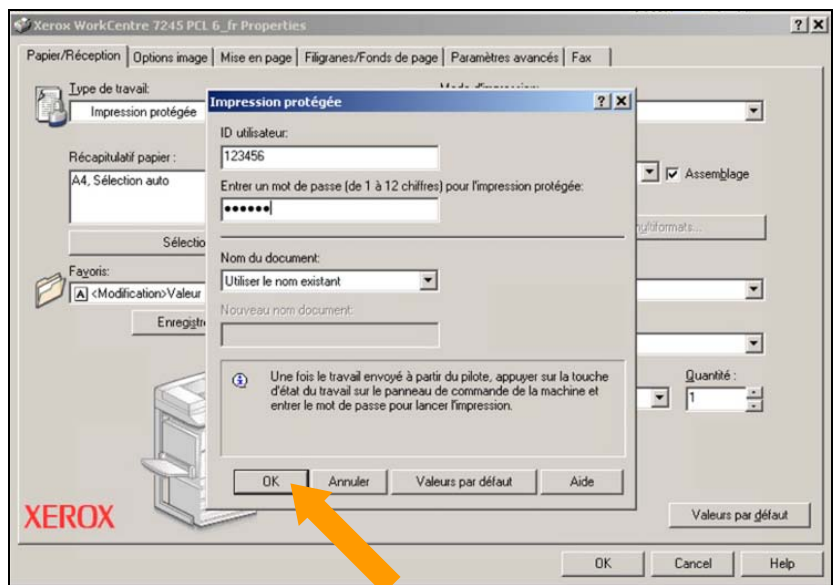 Xerox WorkCentre 7245 PCL 6_fr Properties
Papier/Réception Options image Mise en page Filigranes/Fonds de page Paramètres avancés Fax
Type de travail:
Impression protégée
Récapitulatif papier :
A4, Sélection auto
Assemblage
Sélectio
Favoris:
<Modification>Valeur
Enregistr
Impression protégée
ID utilisateur:
123456
Entrer un mot de passe (de 1 à 12 chiffres) pour l'impression protégée:
••••••
Nom du document:
Utiliser le nom existant
Nouveau nom document:
Une fois le travail envoyé à partir du pilote, appuyer sur la touche
d'état du travail sur le panneau de commande de la machine et
entrer le mot de passe pour lancer l'impression.
OK Annuler Valeurs par défaut Aide
Quantité :
1
XEROX
Valeurs par défaut
OK Cancel Help